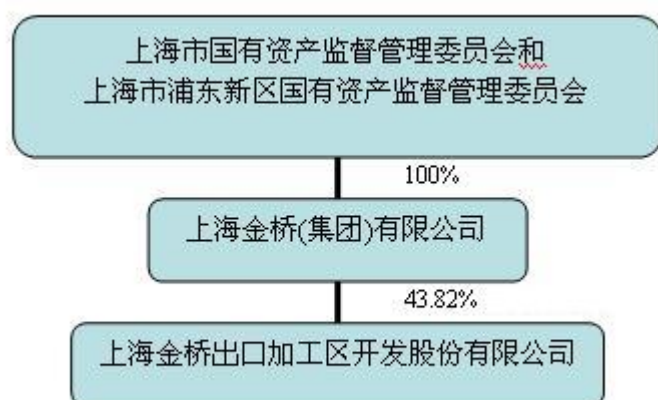 上海市国有资产监督管理委员会和
上海市浦东新区国有资产监督管理委员会
100%
上海金桥(集团)有限公司
43.82%
上海金桥出口加工区开发股份有限公司